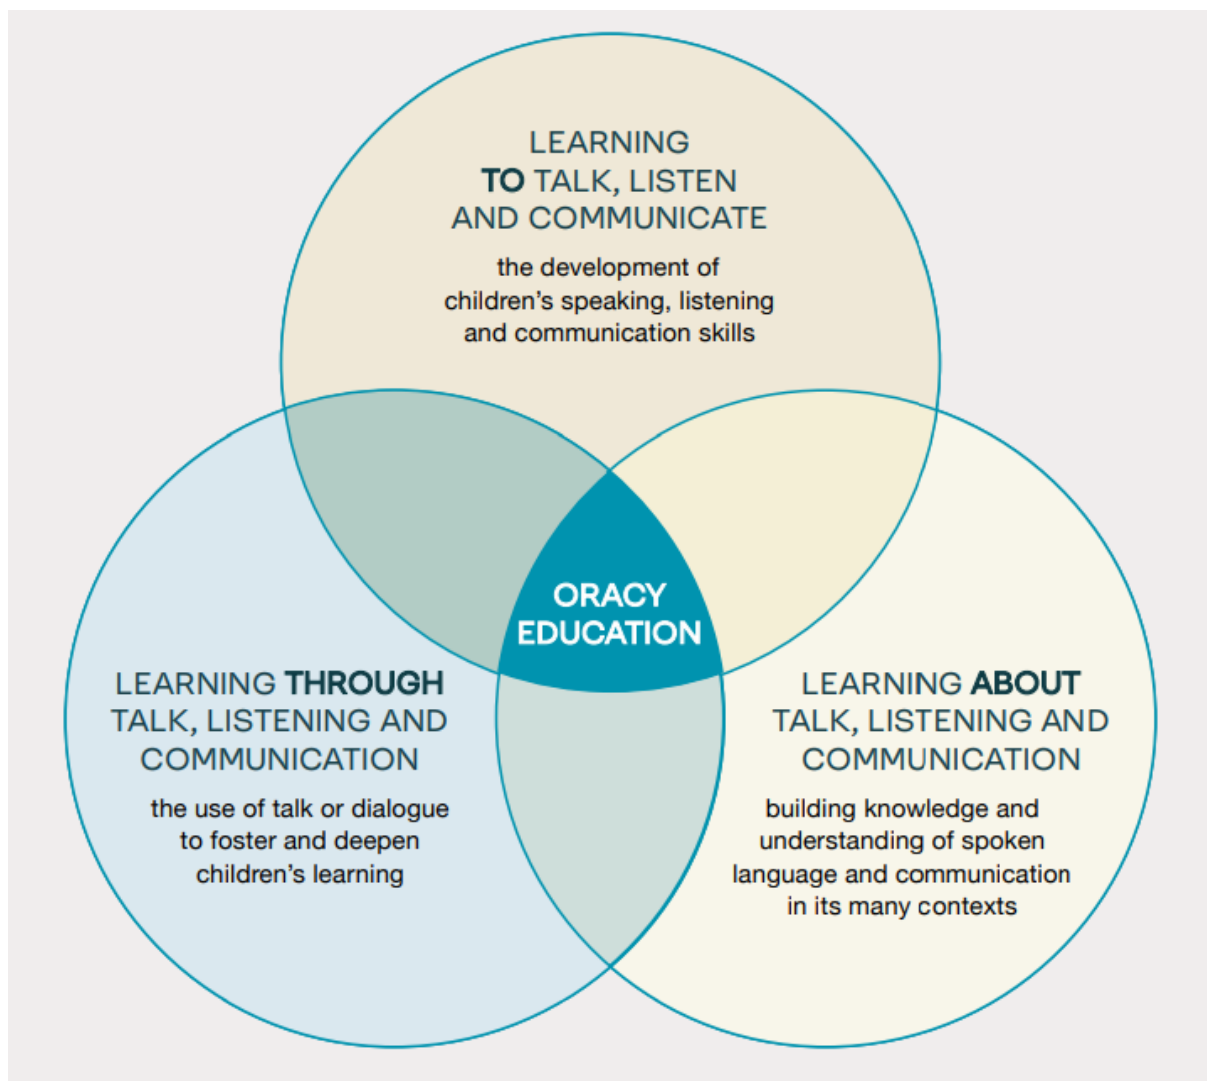 LEARNING
TO TALK, LISTEN
AND COMMUNICATE
the development of
children’s speaking, listening
and communication skills
ORACY
EDUCATION
LEARNING THROUGH
TALK, LISTENING AND
COMMUNICATION
the use of talk or dialogue
to foster and deepen
children’s learning
LEARNING ABOUT
TALK, LISTENING AND
COMMUNICATION
building knowledge and
understanding of spoken
language and communication
in its many contexts